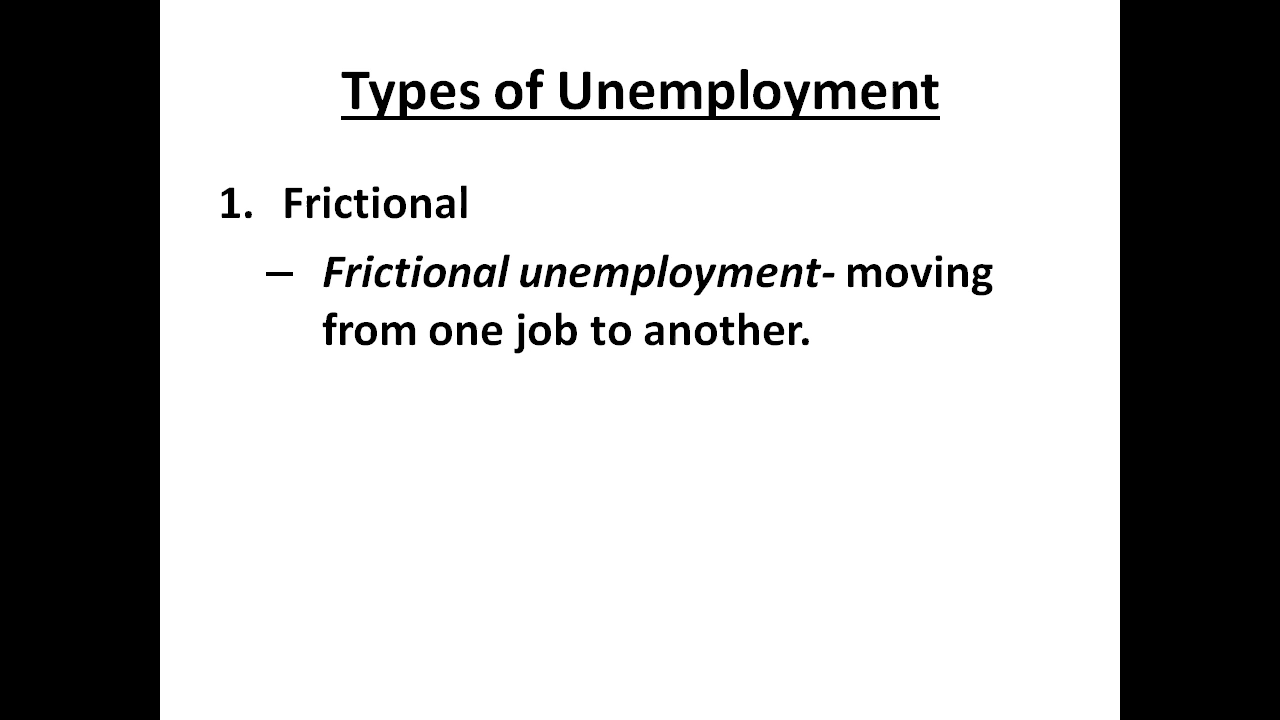 Types of Unemployment
1. Frictional
– Frictional unemployment- moving
from one job to another.